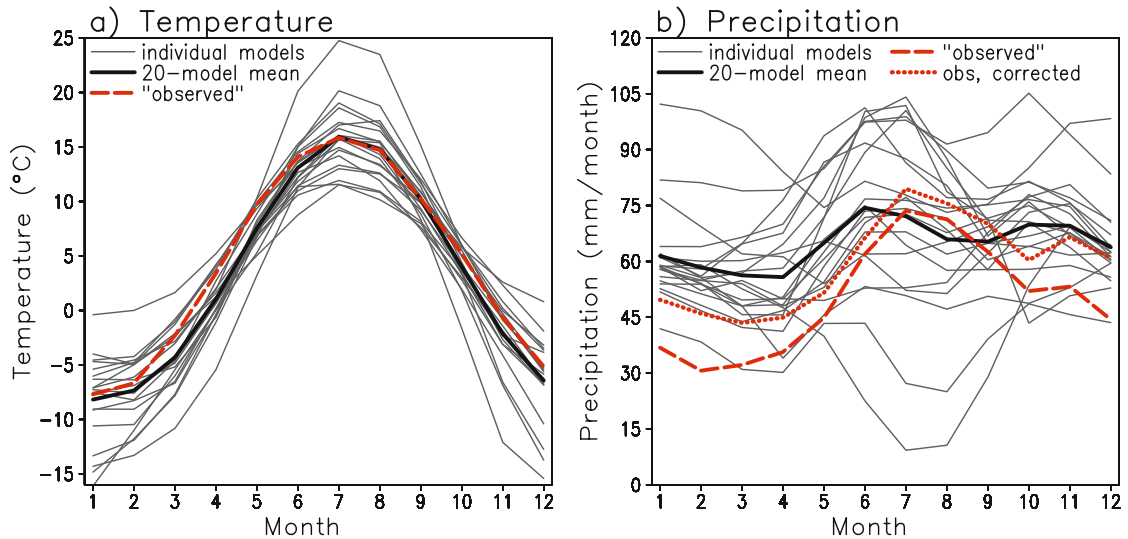 a) Temperature
individual models
20-model mean
"observed"
25
20
15
10
5
0
-5
-10
-15
Temperature (°C)
1 2 3 4 5 6 7 8 9 10 11 12
Month
b) Precipitation
individual models
20-model mean
"observed"
obs, corrected
120
105
90
75
60
45
30
15
0
Precipitation (mm/month)
1 2 3 4 5 6 7 8 9 10 11 12
Month